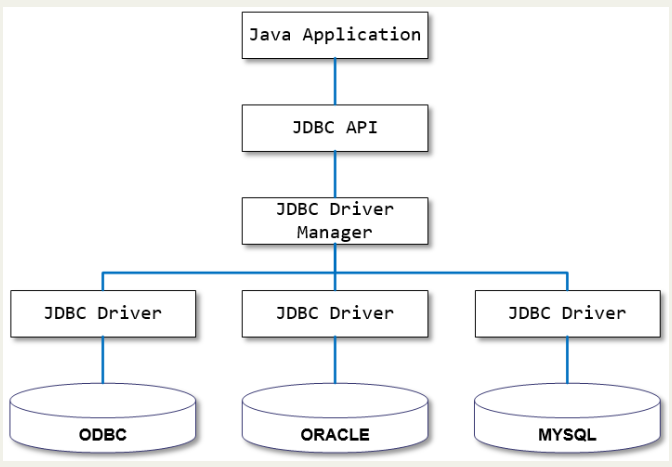 Java Application
JDBC API
JDBC Driver
Manager
JDBC Driver
JDBC Driver
JDBC Driver
ODBC
ORACLE
MYSQL